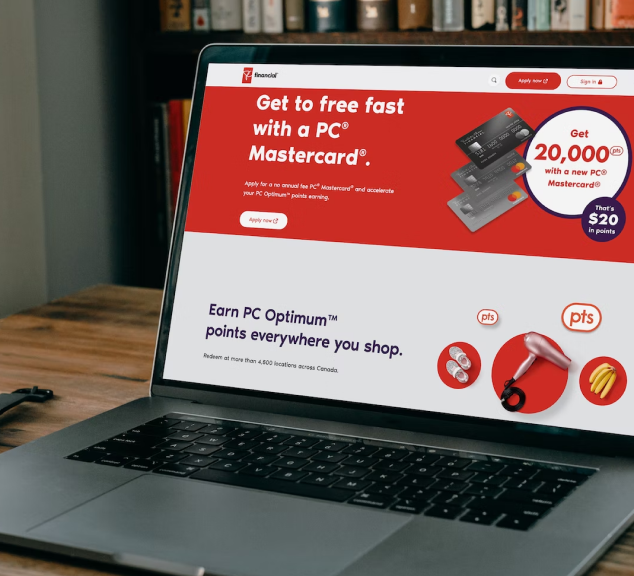 PC financial®
Apply now
Sign in
Get to free fast
with a PC®
Mastercard®.
Apply for a no annual fee PC® Mastercard® and accelerate
your PC Optimum™ points earning.
Apply now
Get
20,000 pts
with a new PC®
Mastercard®
That's
$20
in points
Earn PC Optimum™
points everywhere you shop.
Redeem at more than 4,500 locations across Canada.
pts
pts